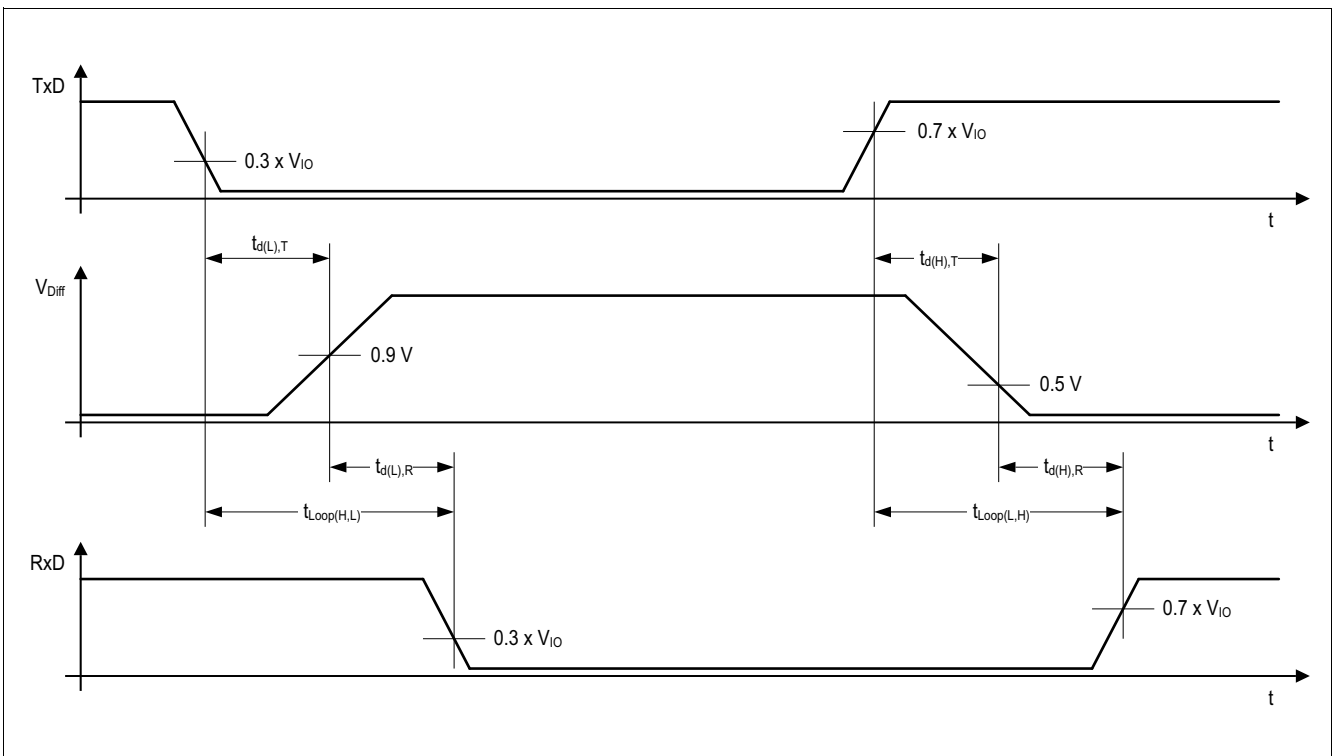 TxD
0.3 x VIO
0.7 x VIO
t
td(L),T
td(H),T
VDiff
0.9 V
0.5 V
t
td(L),R
td(H),R
tLoop(H,L)
tLoop(L,H)
RxD
0.3 x VIO
0.7 x VIO
t